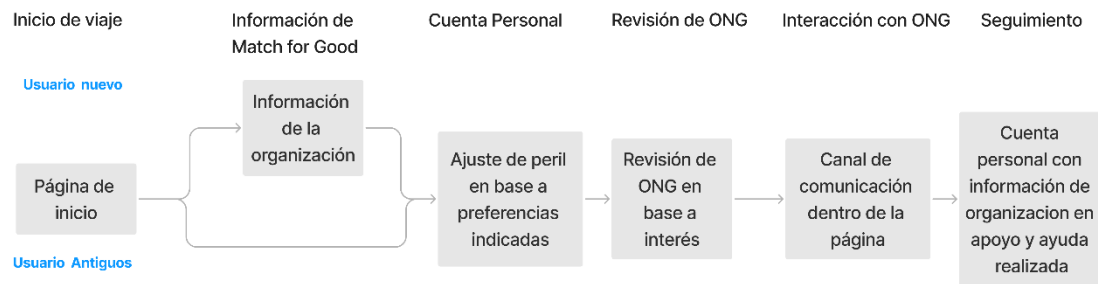 Inicio de viaje
Información de
Match for Good
Cuenta Personal
Revisión de ONG
Interacción con ONG
Seguimiento
Usuario nuevo
Página de
inicio
Usuario Antiguos
Información
de la
organización
Ajuste de peril
en base a
preferencias
indicadas
Revisión de
ONG en
base a
interés
Canal de
comunicación
dentro de la
página
Cuenta
personal con
información de
organizacion en
apoyo y ayuda
realizada